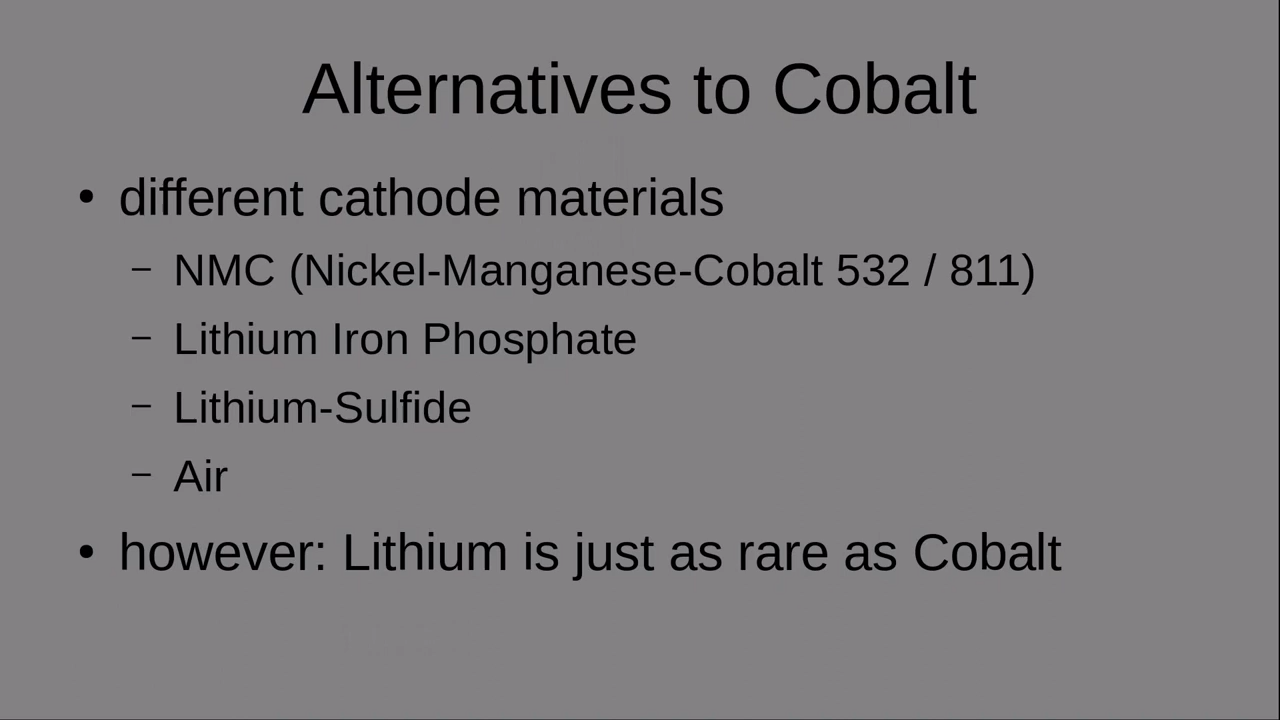 Alternatives to Cobalt
• different cathode materials
– NMC (Nickel-Manganese-Cobalt 532 / 811)
– Lithium Iron Phosphate
– Lithium-Sulfide
– Air
• however: Lithium is just as rare as Cobalt